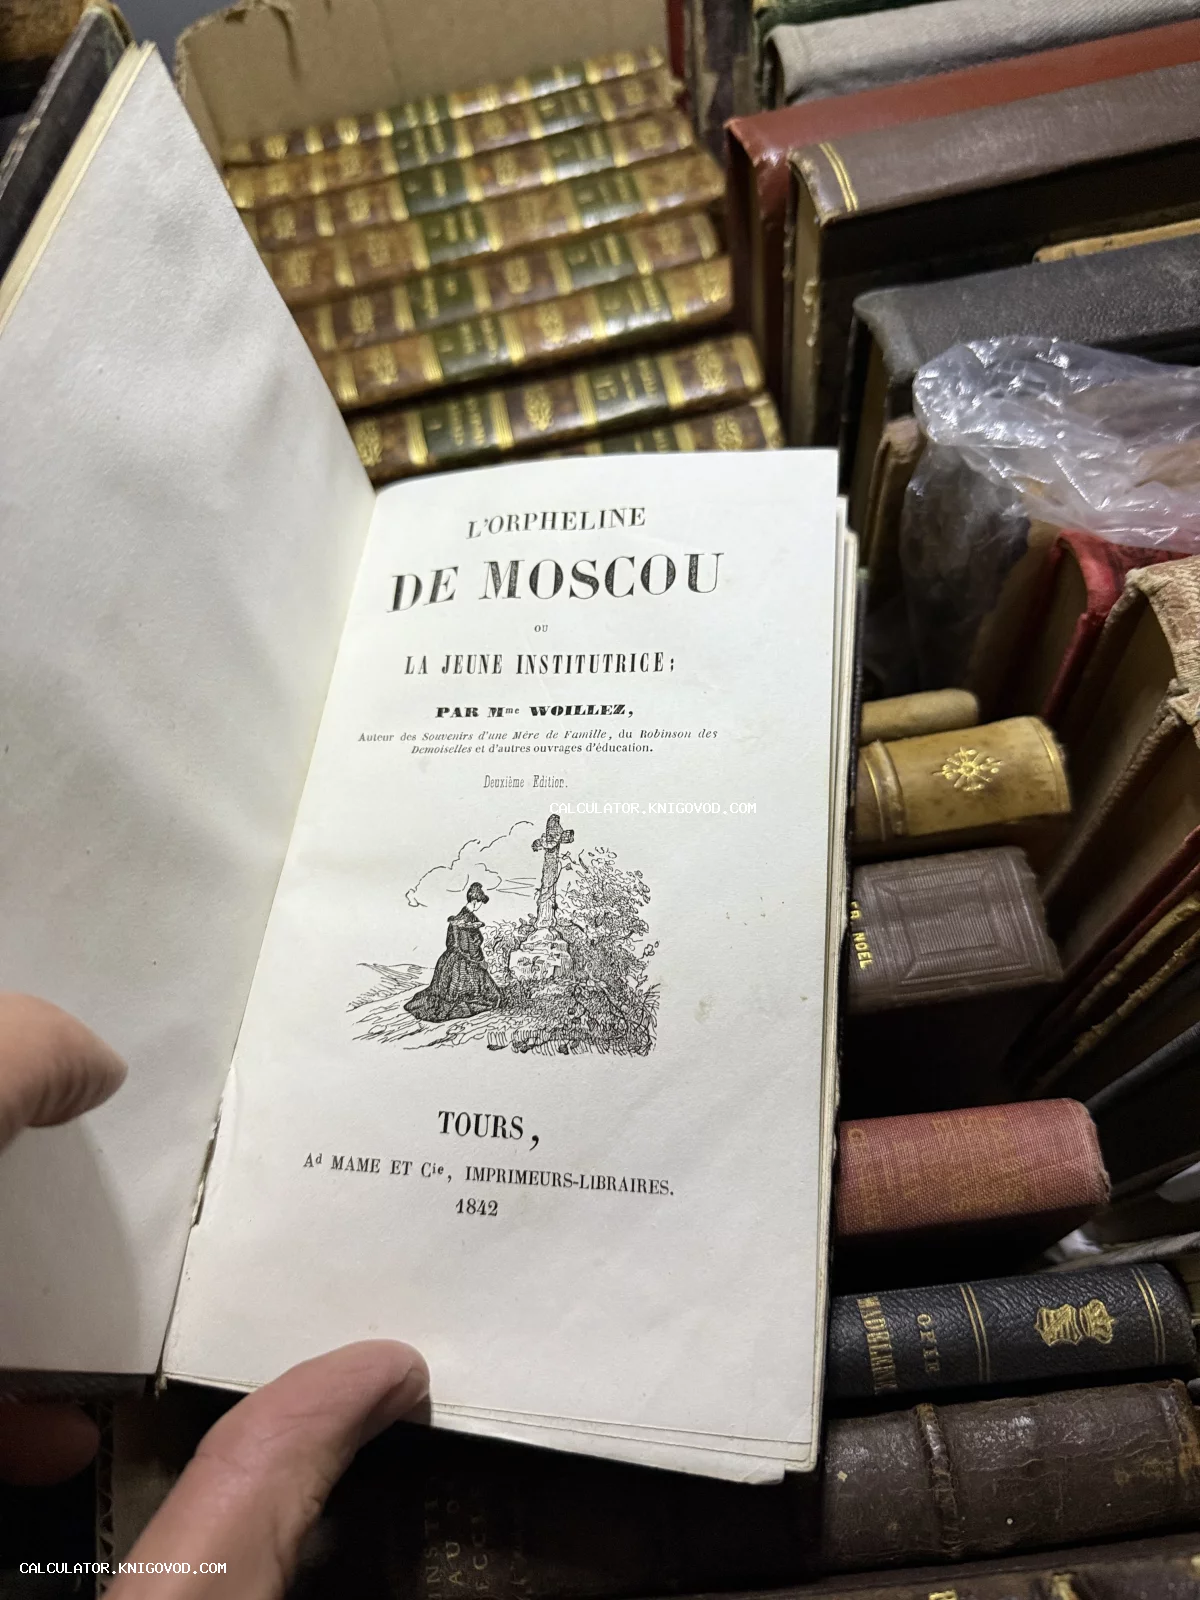 L'ORPHELINE
DE MOSCOU
OU
LA JEUNE INSTITUTRICE;
PAR Mme WOILLEZ,
Auteur des Souvenirs d'une Mère de Famille, du Robinson des
Demoiselles et d'autres ouvrages d'éducation.
Deuxième Edition.
CALCULATOR.KNIGOVOD.COM
TOURS,
Ad MAME ET Cie, IMPRIMEURS-LIBRAIRES.
1842
NOEL
OPIE
CALCULATOR.KNIGOVOD.COM